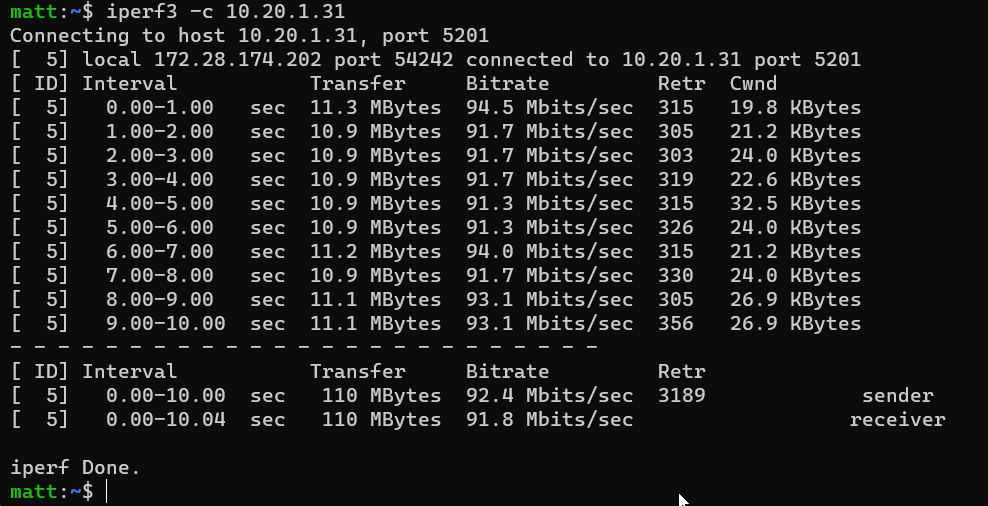 matt:~$ iperf3 -c 10.20.1.31
Connecting to host 10.20.1.31, port 5201
[  5] local 172.28.174.202 port 54242 connected to 10.20.1.31 port 5201
[ ID] Interval           Transfer     Bitrate         Retr  Cwnd
[  5]   0.00-1.00   sec  11.3 MBytes  94.5 Mbits/sec  315   19.8 KBytes
[  5]   1.00-2.00   sec  10.9 MBytes  91.7 Mbits/sec  305   21.2 KBytes
[  5]   2.00-3.00   sec  10.9 MBytes  91.7 Mbits/sec  303   24.0 KBytes
[  5]   3.00-4.00   sec  10.9 MBytes  91.7 Mbits/sec  319   22.6 KBytes
[  5]   4.00-5.00   sec  10.9 MBytes  91.3 Mbits/sec  315   32.5 KBytes
[  5]   5.00-6.00   sec  10.9 MBytes  91.3 Mbits/sec  326   24.0 KBytes
[  5]   6.00-7.00   sec  11.2 MBytes  94.0 Mbits/sec  315   21.2 KBytes
[  5]   7.00-8.00   sec  10.9 MBytes  91.7 Mbits/sec  330   24.0 KBytes
[  5]   8.00-9.00   sec  11.1 MBytes  93.1 Mbits/sec  305   26.9 KBytes
[  5]   9.00-10.00  sec  11.1 MBytes  93.1 Mbits/sec  356   26.9 KBytes
- - - - - - - - - - - - - - - - - - - - - - - - -
[ ID] Interval           Transfer     Bitrate         Retr
[  5]   0.00-10.00  sec   110 MBytes  92.4 Mbits/sec  3189             sender
[  5]   0.00-10.04  sec   110 MBytes  91.8 Mbits/sec                  receiver
iperf Done.
matt:~$